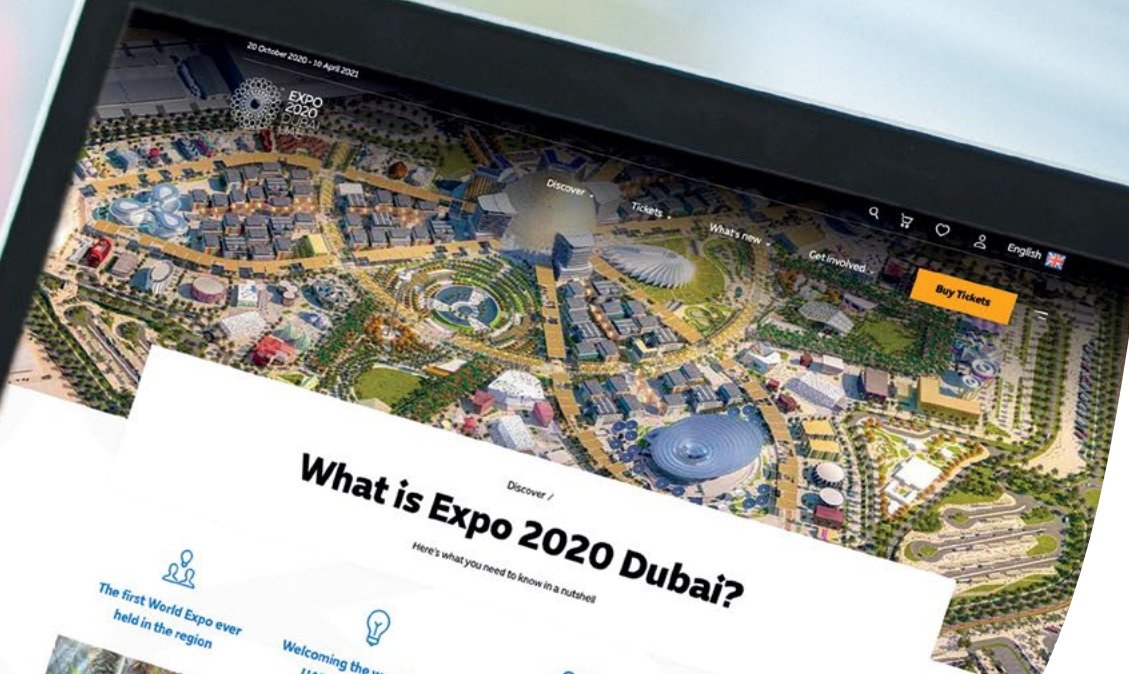 20 October 2020 - 10 April 2021
EXPO
2020
DUBAI
UAE
Discover
Tickets
What's new
Get involved
English
Buy Tickets
Discover /
What is Expo 2020 Dubai?
Here's what you need to know in a nutshell
The first World Expo ever
held in the region
Welcoming the